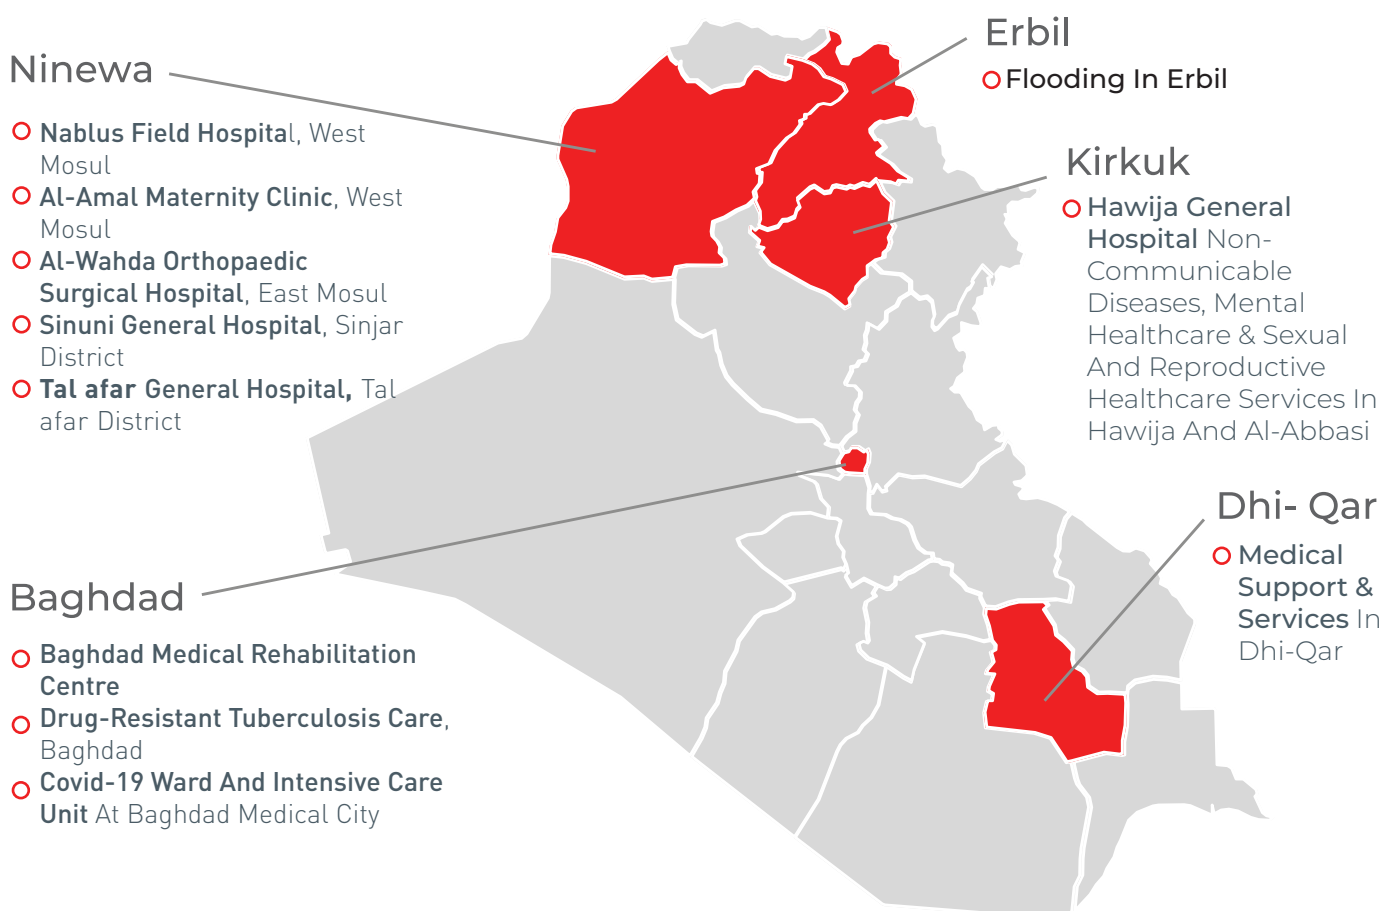 Ninewa
Nablus Field Hospital, West
Mosul
Al-Amal Maternity Clinic, West
Mosul
Al-Wahda Orthopaedic
Surgical Hospital, East Mosul
Sinuni General Hospital, Sinjar
District
Tal afar General Hospital, Tal
afar District
Erbil
Flooding In Erbil
Kirkuk
Hawija General
Hospital Non-
Communicable
Diseases, Mental
Healthcare & Sexual
And Reproductive
Healthcare Services In
Hawija And Al-Abbasi
Dhi- Qar
Medical
Support &
Services In
Dhi-Qar
Baghdad
Baghdad Medical Rehabilitation
Centre
Drug-Resistant Tuberculosis Care,
Baghdad
Covid-19 Ward And Intensive Care
Unit At Baghdad Medical City